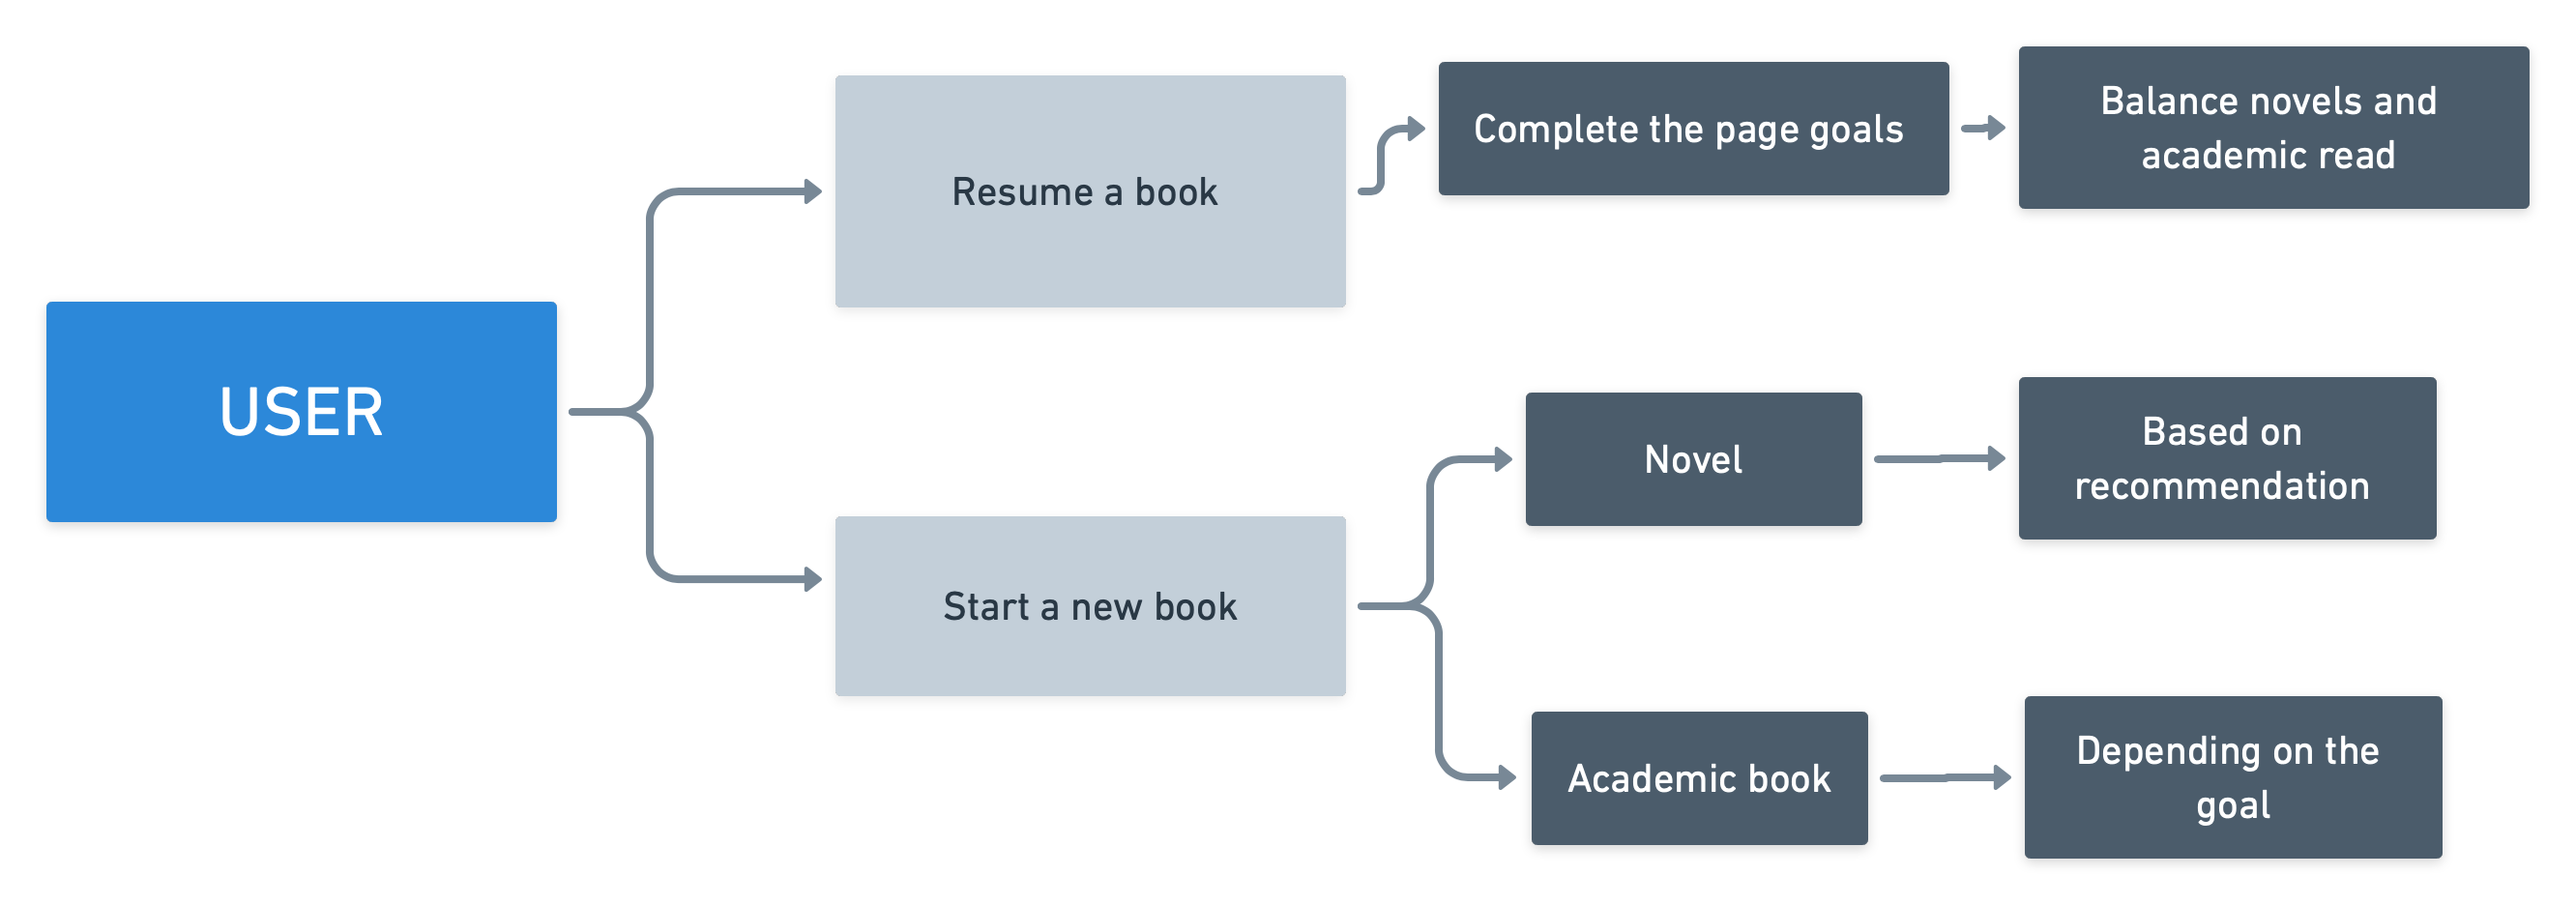 USER
Resume a book
Complete the page goals
Balance novels and
academic read
Start a new book
Novel
Based on
recommendation
Academic book
Depending on the
goal